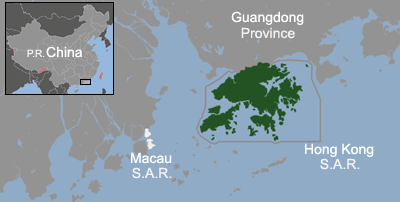 P.R. China
Guangdong
Province
Macau
S.A.R.
Hong Kong
S.A.R.